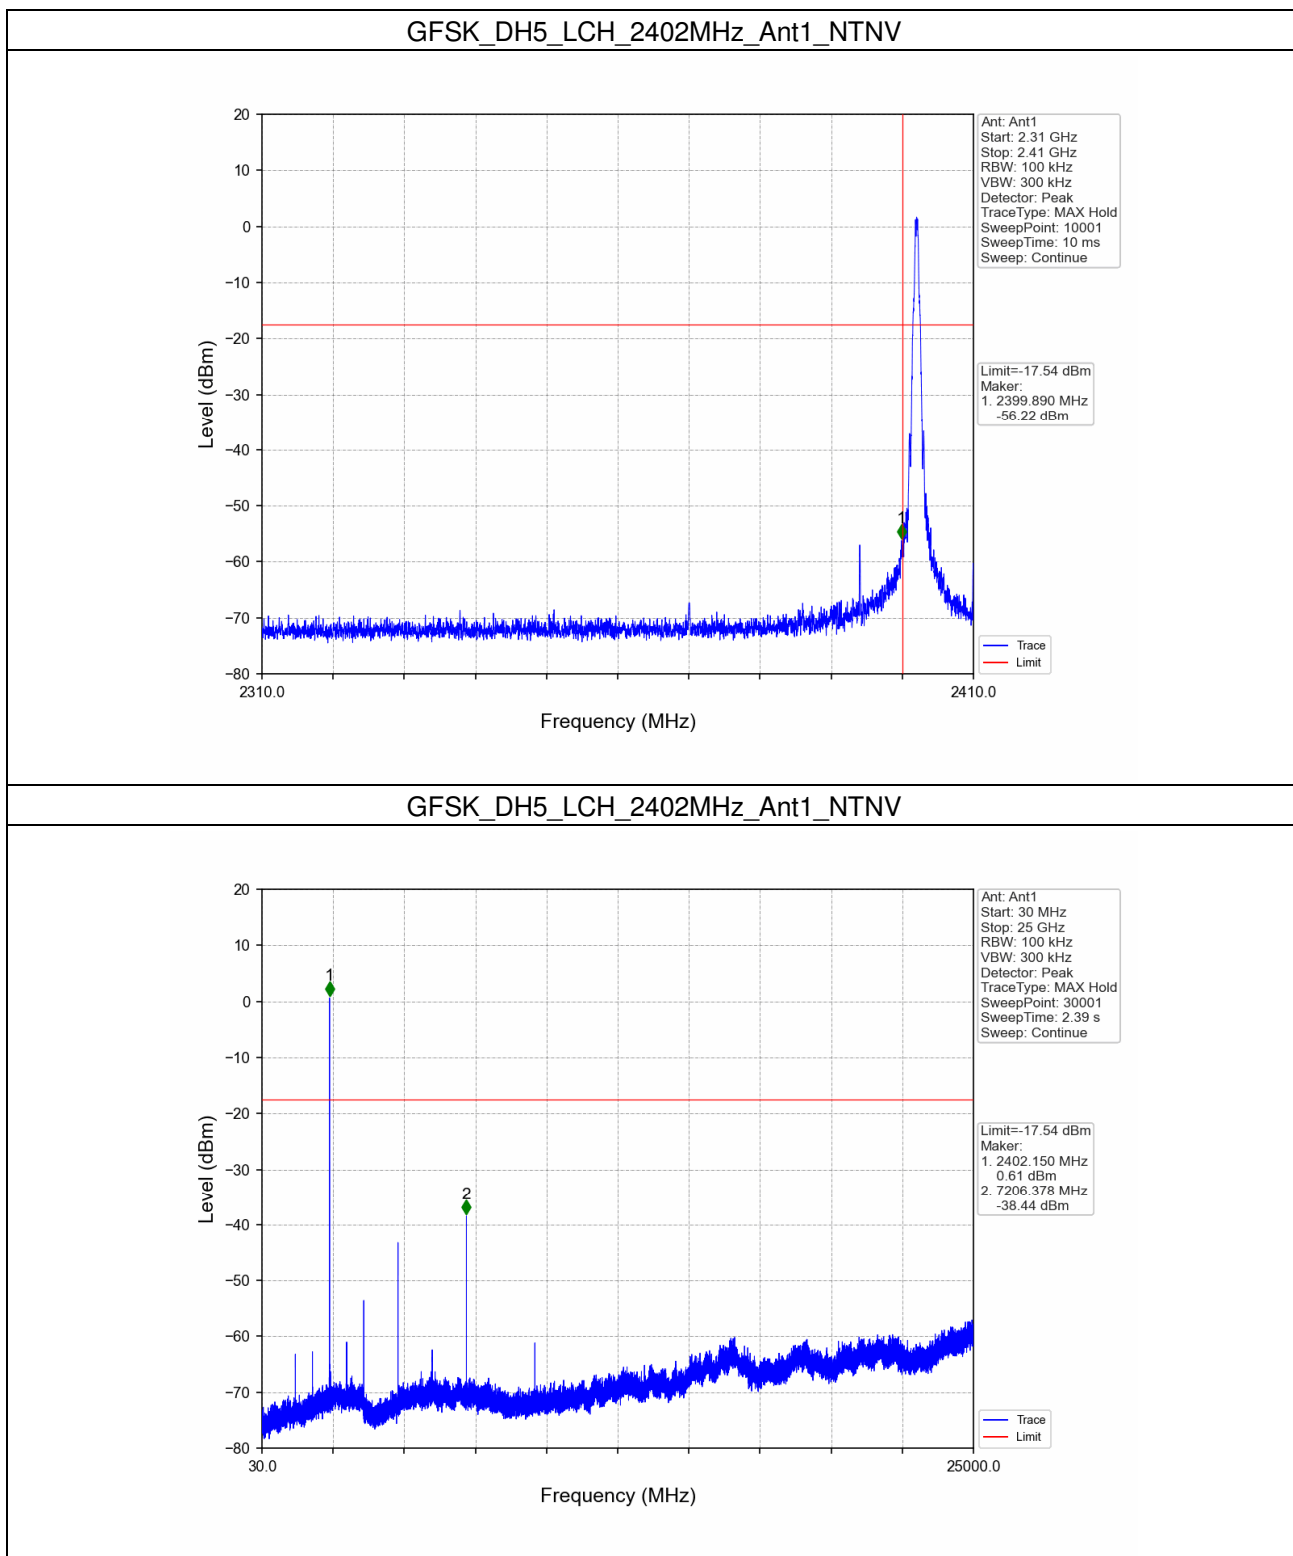 GFSK_DH5_LCH_2402MHz_Ant1_NTNV
20
10
0
−10
−20
−30
−40
−50
−60
−70
−80
Level (dBm)
2310.0
2410.0
Frequency (MHz)
1
Ant: Ant1
Start: 2.31 GHz
Stop: 2.41 GHz
RBW: 100 kHz
VBW: 300 kHz
Detector: Peak
TraceType: MAX Hold
SweepPoint: 10001
SweepTime: 10 ms
Sweep: Continue
Limit=-17.54 dBm
Maker:
1. 2399.890 MHz
-56.22 dBm
Trace
Limit
GFSK_DH5_LCH_2402MHz_Ant1_NTNV
20
10
0
−10
−20
−30
−40
−50
−60
−70
−80
Level (dBm)
30.0
25000.0
Frequency (MHz)
1
2
Ant: Ant1
Start: 30 MHz
Stop: 25 GHz
RBW: 100 kHz
VBW: 300 kHz
Detector: Peak
TraceType: MAX Hold
SweepPoint: 30001
SweepTime: 2.39 s
Sweep: Continue
Limit=-17.54 dBm
Maker:
1. 2402.150 MHz
0.61 dBm
2. 7206.378 MHz
-38.44 dBm
Trace
Limit